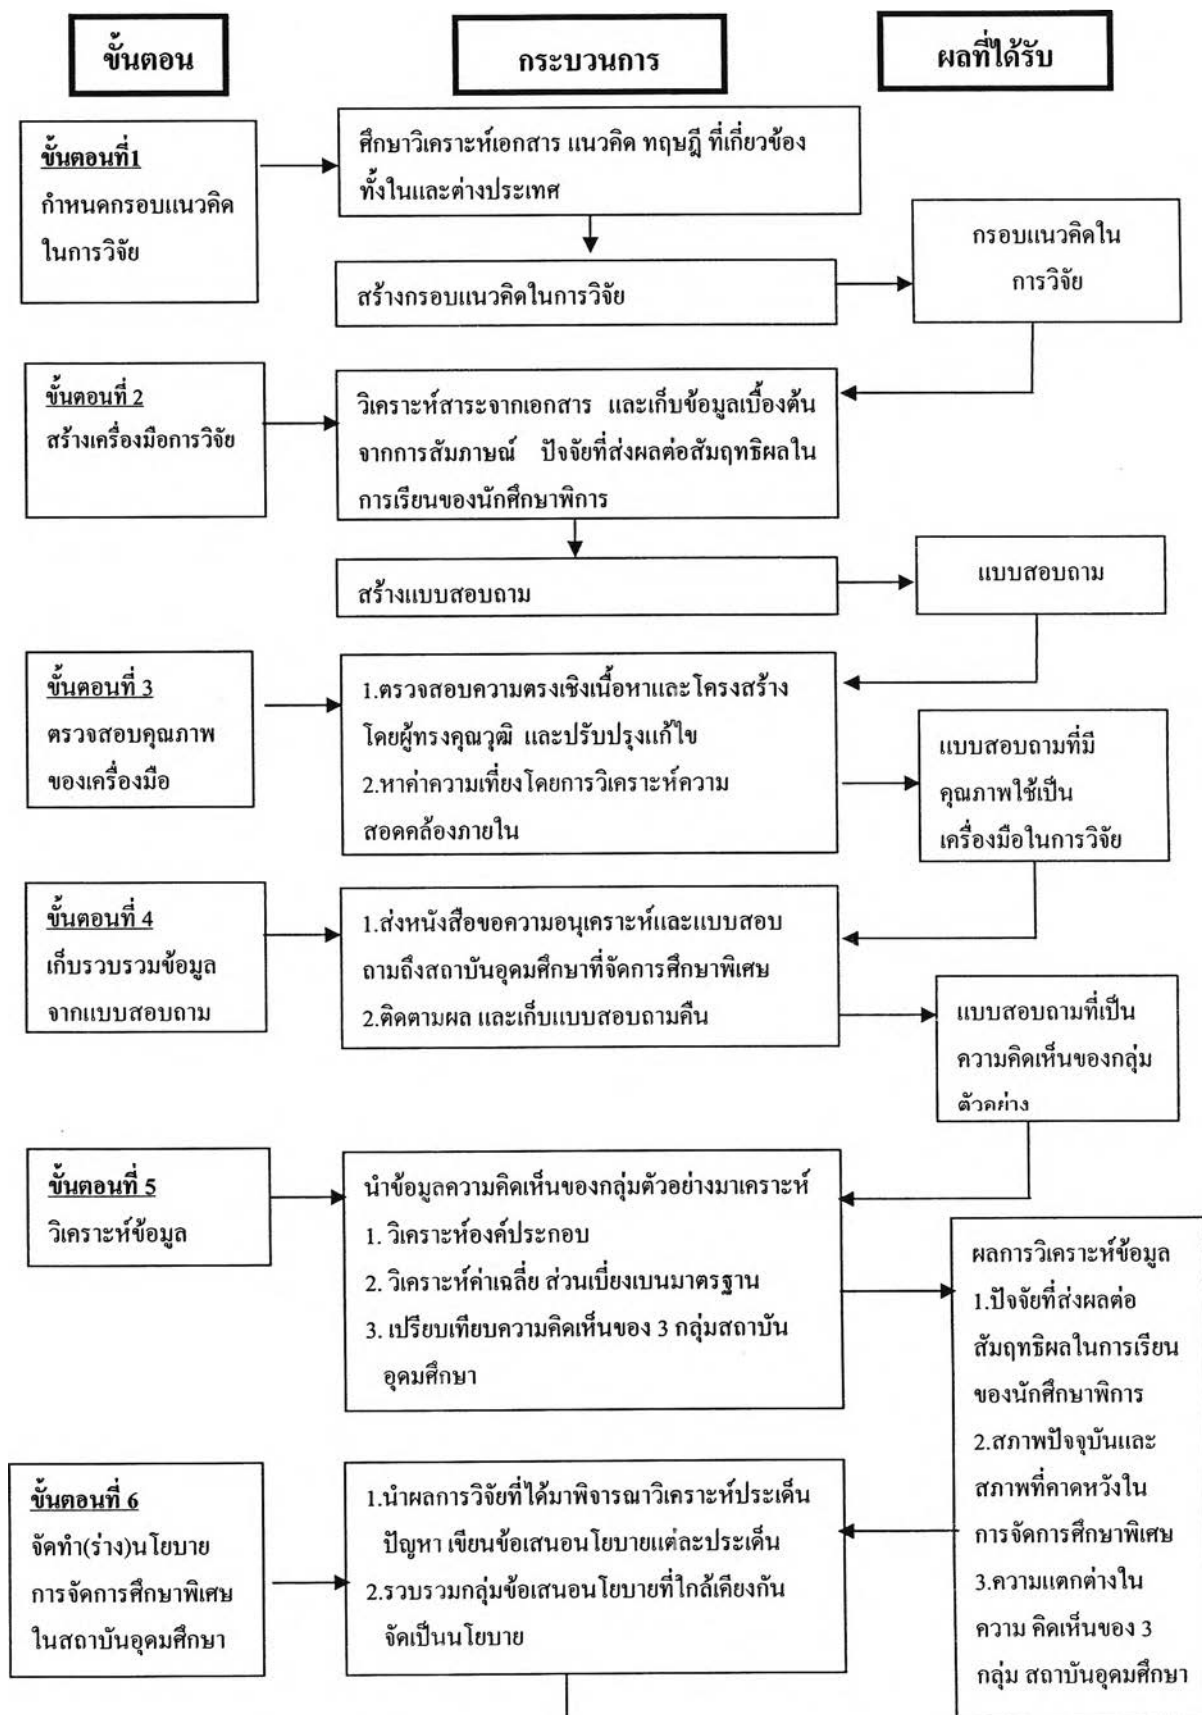 ขั้นตอน
กระบวนการ
ผลที่ได้รับ
ขั้นตอนที่1
กำหนดกรอบแนวคิด
ในการวิจัย
ศึกษาวิเคราะห์เอกสาร แนวคิด ทฤษฎี ที่เกี่ยวข้อง
ทั้งในและต่างประเทศ
สร้างกรอบแนวคิดในการวิจัย
กรอบแนวคิดใน
การวิจัย
ขั้นตอนที่ 2
สร้างเครื่องมือการวิจัย
วิเคราะห์สาระจากเอกสาร และเก็บข้อมูลเบื้องต้น
จากการสัมภาษณ์ ปัจจัยที่ส่งผลต่อสัมฤทธิผลใน
การเรียนของนักศึกษาพิการ
สร้างแบบสอบถาม
แบบสอบถาม
ขั้นตอนที่ 3
ตรวจสอบคุณภาพ
ของเครื่องมือ
1.ตรวจสอบความตรงเชิงเนื้อหาและโครงสร้าง
โดยผู้ทรงคุณวุฒิ และปรับปรุงแก้ไข
2.หาค่าความเที่ยงโดยการวิเคราะห์ความ
สอดคล้องภายใน
แบบสอบถามที่มี
คุณภาพใช้เป็น
เครื่องมือในการวิจัย
ขั้นตอนที่ 4
เก็บรวบรวมข้อมูล
จากแบบสอบถาม
1.ส่งหนังสือขอความอนุเคราะห์และแบบสอบ
ถามถึงสถาบันอุดมศึกษาที่จัดการศึกษาพิเศษ
2.ติดตามผล และเก็บแบบสอบถามคืน
แบบสอบถามที่เป็น
ความคิดเห็นของกลุ่ม
ตัวอย่าง
ขั้นตอนที่ 5
วิเคราะห์ข้อมูล
นำข้อมูลความคิดเห็นของกลุ่มตัวอย่างมาเคราะห์
1. วิเคราะห์องค์ประกอบ
2. วิเคราะห์ค่าเฉลี่ย ส่วนเบี่ยงเบนมาตรฐาน
3. เปรียบเทียบความคิดเห็นของ 3 กลุ่มสถาบัน
อุดมศึกษา
ผลการวิเคราะห์ข้อมูล
1.ปัจจัยที่ส่งผลต่อ
สัมฤทธิผลในการเรียน
ของนักศึกษาพิการ
2.สภาพปัจจุบันและ
สภาพที่คาดหวังใน
การจัดการศึกษาพิเศษ
3.ความแตกต่างใน
ความ คิดเห็นของ 3
กลุ่ม สถาบันอุดมศึกษา
ขั้นตอนที่ 6
จัดทำ(ร่าง)นโยบาย
การจัดการศึกษาพิเศษ
ในสถาบันอุดมศึกษา
1.นำผลการวิจัยที่ได้มาพิจารณาวิเคราะห์ประเด็น
ปัญหา เขียนข้อเสนอนโยบายแต่ละประเด็น
2.รวบรวมกลุ่มข้อเสนอนโยบายที่ใกล้เคียงกัน
จัดเป็นนโยบาย